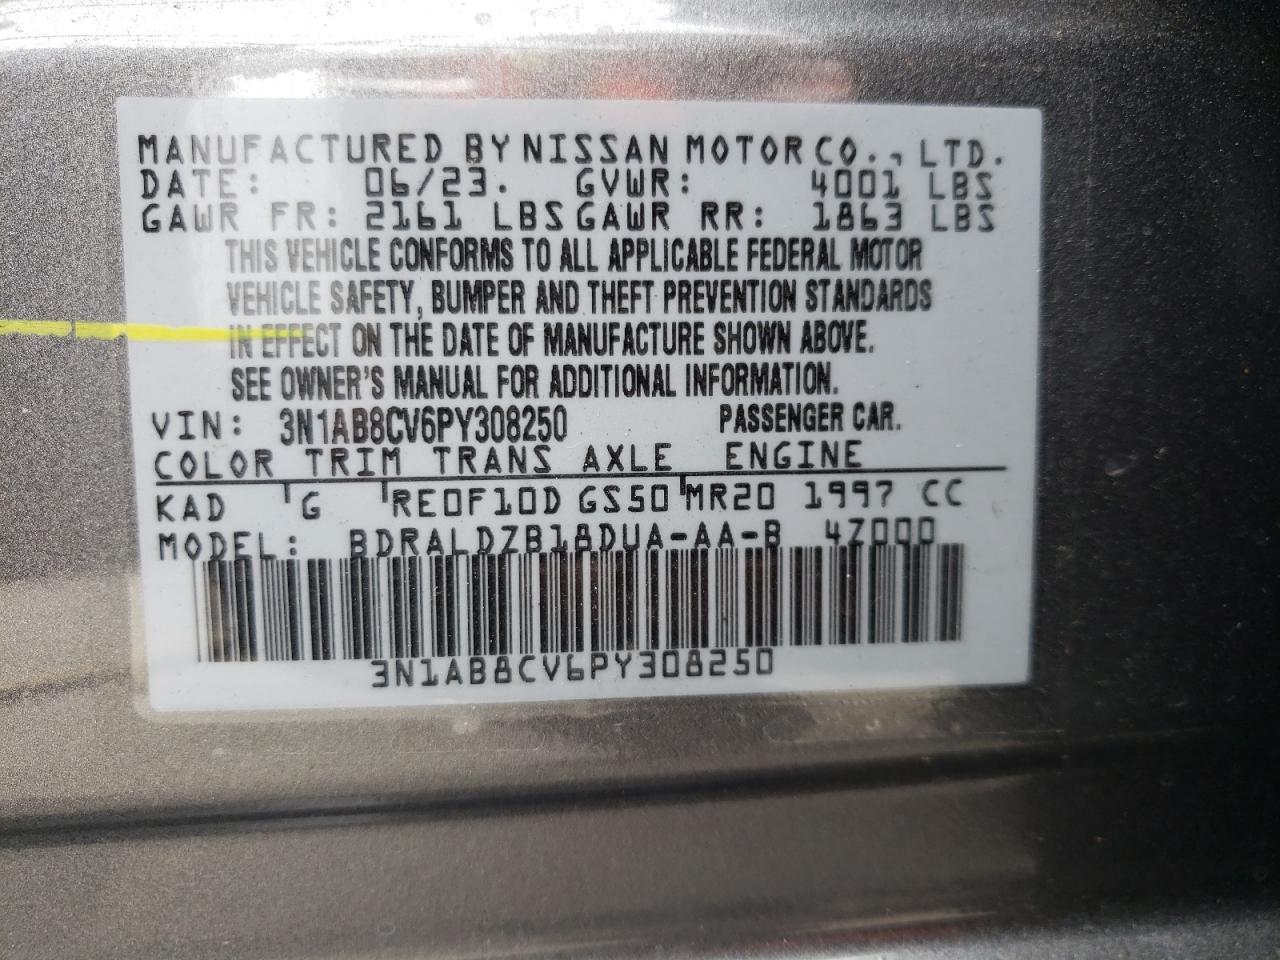 MANUFACTURED BY NISSAN MOTOR CO., LTD.
DATE: 06/23. GVWR: 4001 LBS
GAWR FR: 2161 LBS GAWR RR: 1863 LBS
THIS VEHICLE CONFORMS TO ALL APPLICABLE FEDERAL MOTOR
VEHICLE SAFETY, BUMPER AND THEFT PREVENTION STANDARDS
IN EFFECT ON THE DATE OF MANUFACTURE SHOWN ABOVE.
SEE OWNER'S MANUAL FOR ADDITIONAL INFORMATION.
VIN: 3N1AB8CV6PY308250 PASSENGER CAR.
COLOR TRIM TRANS AXLE ENGINE
KAD G RE0F10D GS50 MR20 1997 CC
MODEL: BDRALDZB18DUA-AA-B 4Z000
3N1AB8CV6PY308250